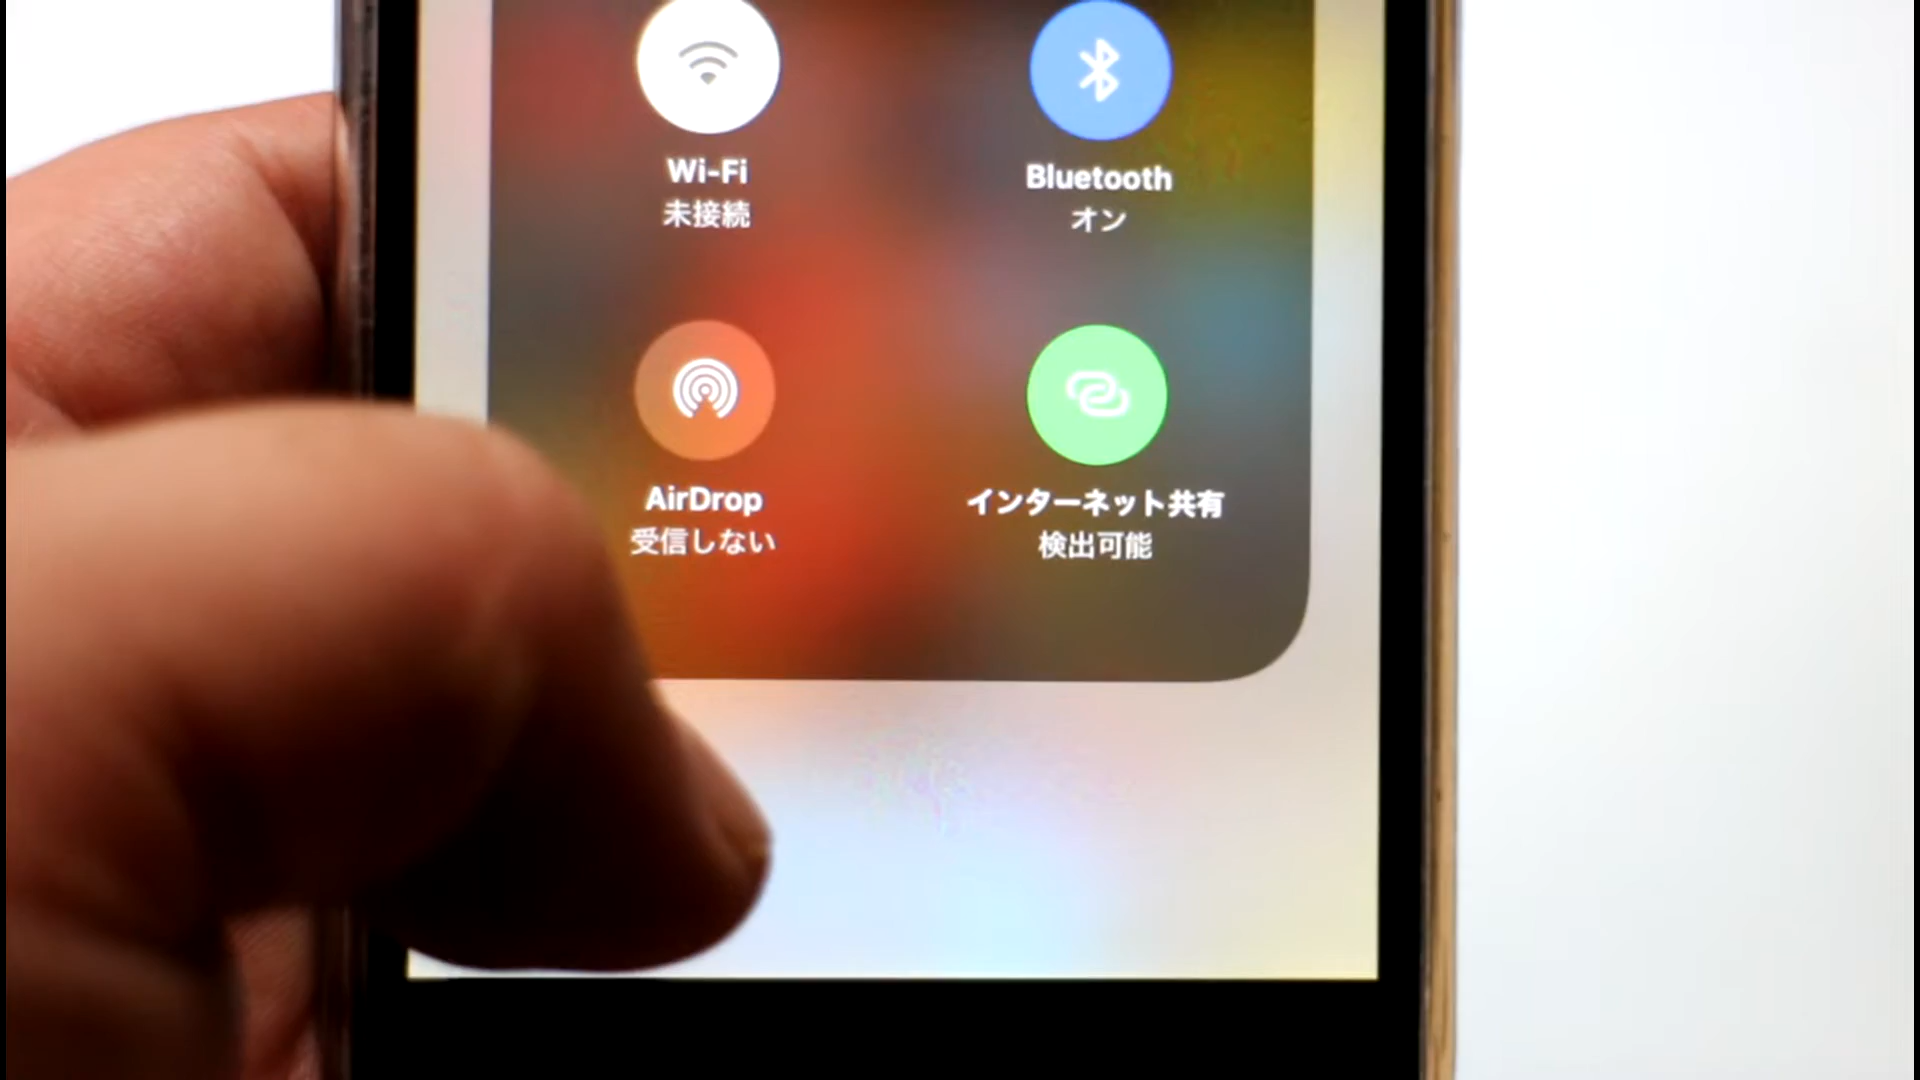 Wi-Fi
未接続
Bluetooth
オン
AirDrop
受信しない
インターネット共有
検出可能